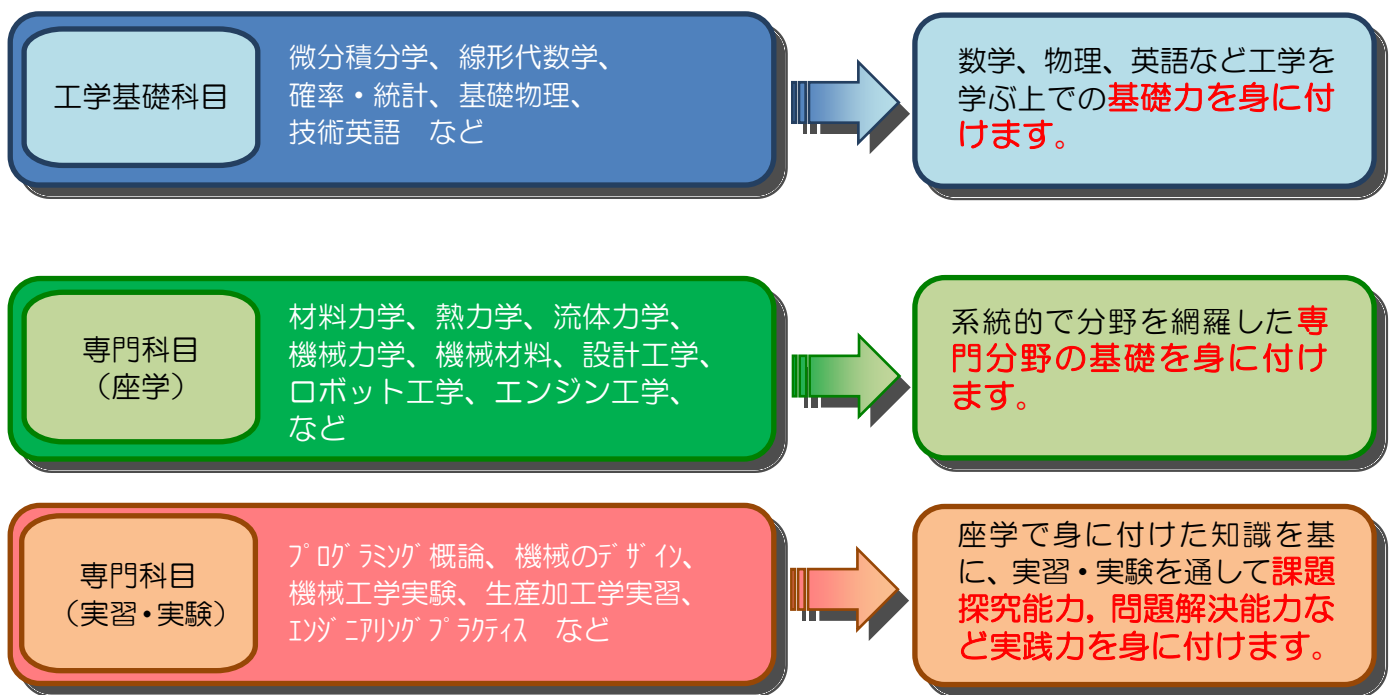 工学基礎科目
微分積分学、線形代数学、
確率・統計、基礎物理、
技術英語　など
数学、物理、英語など工学を
学ぶ上での基礎力を身に付
けます。
専門科目
（座学）
材料力学、熱力学、流体力学、
機械力学、機械材料、設計工学、
ロボット工学、エンジン工学、
など
系統的で分野を網羅した専
門分野の基礎を身に付け
ます。
専門科目
（実習・実験）
ﾌﾟﾛｸﾞﾗﾐﾝｸﾞ概論、機械のﾃﾞｻﾞｲﾝ、
機械工学実験、生産加工学実習、
ｴﾝｼﾞﾆｱﾘﾝｸﾞﾌﾟﾗｸﾃｨｽ　など
座学で身に付けた知識を基
に、実習・実験を通して課題
探究能力，問題解決能力な
ど実践力を身に付けます。